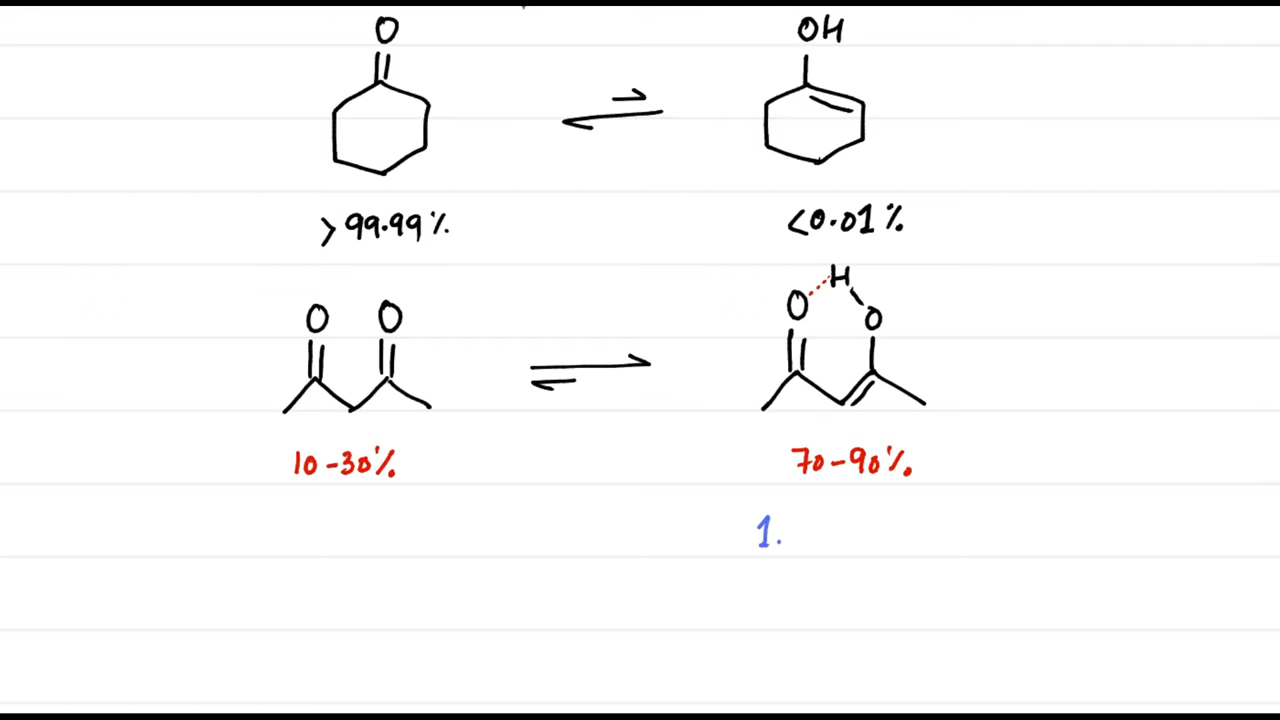 O OH
>99.99% <0.01%
H
O O O O
10-30% 70-90%
1.